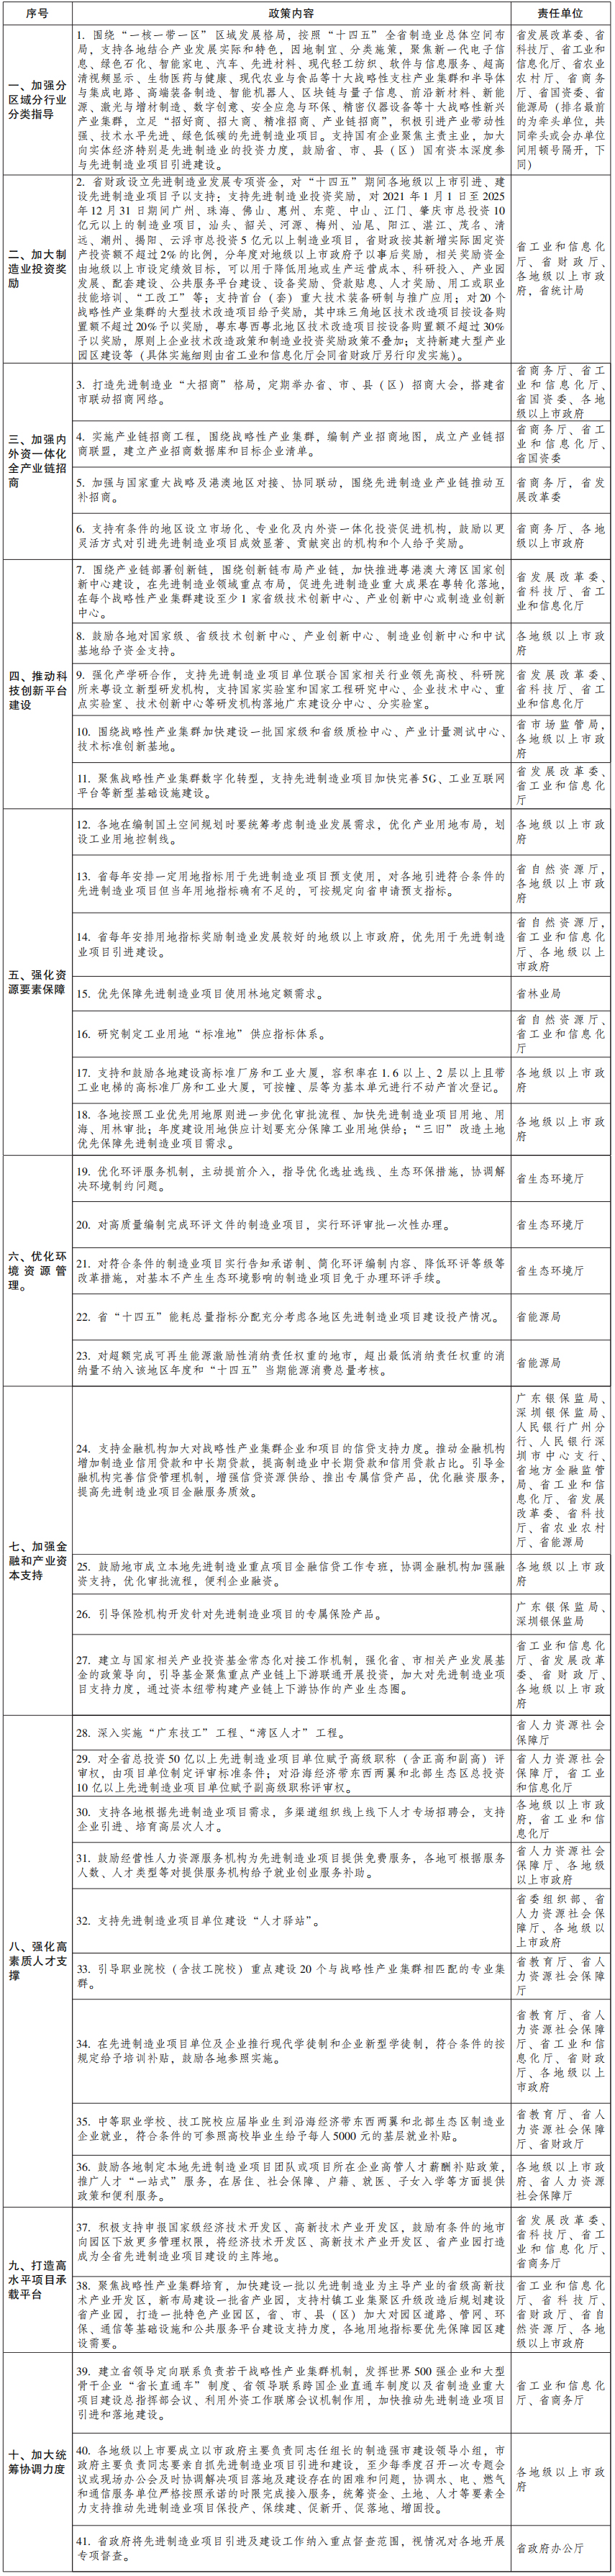 序号
政策内容
责任单位
一、加强分
区域分行业
分类指导
1. 围绕“一核一带一区”区域发展格局，按照“十四五”全省制造业总体空间布
局，支持各地结合产业发展实际和特色，因地制宜、分类施策，聚焦新一代电子信
息、绿色石化、智能家电、汽车、先进材料、现代轻工纺织、软件与信息服务、超高
清视频显示、生物医药与健康、现代农业与食品等十大战略性支柱产业集群和半导体
与集成电路、高端装备制造、智能机器人、区块链与量子信息、前沿新材料、新能
源、激光与增材制造、数字创意、安全应急与环保、精密仪器设备等十大战略性新兴
产业集群，立足“招好商、招大商、精准招商、产业链招商”，积极引进产业带动性
强、技术水平先进、绿色低碳的先进制造业项目。支持国有企业聚焦主责主业，加大
向实体经济特别是先进制造业的投资力度，鼓励省、市、县（区）国有资本深度参
与先进制造业项目引进建设。
省发展改革委、省
科技厅、省工业和
信息化厅、省农业
农村厅、省商务
厅、省国资委、省
能源局（排名最前
的为牵头单位，共
同牵头或会办单位
间用顿号隔开，下
同）
二、加大制
造业投资奖
励
2. 省财政设立先进制造业发展专项资金，对“十四五”期间各地级以上市引进、建
设先进制造业项目予以支持：支持先进制造业投资奖励，对 2021 年 1 月 1 日至 2025
年 12 月 31 日期间广州、珠海、佛山、惠州、东莞、中山、江门、肇庆市总投资 10
亿元以上的制造业项目，汕头、韶关、河源、梅州、汕尾、阳江、湛江、茂名、清
远、潮州、揭阳、云浮市总投资 5 亿元以上制造业项目，省财政按其新增实际固定资
产投资额不超过 2%的比例，分年度对地级以上市政府予以事后奖励，相关奖励资金
由地级以上市设定绩效目标，可以用于降低用地或生产运营成本、科研投入、产业园
发展、配套建设、公共服务平台建设、设备奖励、贷款贴息、人才奖励、用工或职业
技能培训、“工改工”等；支持首台（套）重大技术装备研制与推广应用；对 20 个
战略性产业集群的大型技术改造项目给予奖励，其中珠三角地区技术改造项目按设备
购置额不超过 20%予以奖励，粤东粤西粤北地区技术改造项目按设备购置额不超过 30%
予以奖励，原则上企业技术改造政策和制造业投资奖励政策不叠加；支持新建大型产业
园区建设等（具体实施细则由省工业和信息化厅会同省财政厅另行印发实施）。
省工业和信息化
厅、省财政厅、
各地级以上市政
府，省统计局
三、加强内
外资一体化
全产业链招
商
3. 打造先进制造业“大招商”格局，定期举办省、市、县（区）招商大会，搭建省
市联动招商网络。
省商务厅、省工业
和信息化厅、
省国资委、各地
级以上市政府
4. 实施产业链招商工程，围绕战略性产业集群，编制产业招商地图，成立产业链招
商联盟，建立产业招商数据库和目标企业清单。
省商务厅、省工
业和信息化厅、
省国资委
5. 加强与国家重大战略及港澳地区对接、协同联动，围绕先进制造业产业链推动互
补招商。
省商务厅，省发
展改革委
6. 支持有条件的地区设立市场化、专业化及内外资一体化投资促进机构，鼓励以更
灵活方式对引进先进制造业项目成效显著、贡献突出的机构和个人给予奖励。
省商务厅、各地
级以上市政府
四、推动科
技创新平台
建设
7. 围绕产业链部署创新链，围绕创新链布局产业链，加快推进粤港澳大湾区国家创
新中心建设，在先进制造业领域重点布局，促进先进制造业重大成果在粤转化落地，
在每个战略性产业集群建设至少 1 家省级技术创新中心、产业创新中心或制造业创新
中心。
省发展改革委、
省科技厅、省工
业和信息化厅
8. 鼓励各地对国家级、省级技术创新中心、产业创新中心、制造业创新中心和中试
基地给予资金支持。
各地级以上市政
府
9. 强化产学研合作，支持先进制造业项目单位联合国家相关行业领先高校、科研院
所来粤设立新型研发机构，支持国家实验室和国家工程研究中心、企业技术中心、重
点实验室、技术创新中心等研发机构落地广东建设分中心、分实验室。
省发展改革委、
省科技厅、省工
业和信息化厅
10. 围绕战略性产业集群加快建设一批国家级和省级质检中心、产业计量测试中心、
技术标准创新基地。
省市场监管局，
各地级以上市政
府
11. 聚焦战略性产业集群数字化转型，支持先进制造业项目加快完善 5G、工业互联网
平台等新型基础设施建设。
省发展改革委、
省工业和信息化
厅
五、强化资
源要素保障
12. 各地在编制国土空间规划时要统筹考虑制造业发展需求，优化产业用地布局，划
设工业用地控制线。
各地级以上市政
府
13. 省每年安排一定用地指标用于先进制造业项目预支使用，对各地引进符合条件的
先进制造业项目但当年用地指标确有不足的，可按规定向省申请预支指标。
省自然资源厅，
各地级以上市政
府
14. 省每年安排用地指标奖励制造业发展较好的地级以上市政府，优先用于先进制造
业项目引进建设。
省自然资源厅，
省工业和信息化
厅、各地级以上
市政府
15. 优先保障先进制造业项目使用林地定额需求。
省林业局
16. 研究制定工业用地“标准地”供应指标体系。
省自然资源厅、
省工业和信息化
厅
17. 支持和鼓励各地建设高标准厂房和工业大厦，容积率在 1.6 以上、2 层以上且带
工业电梯的高标准厂房和工业大厦，可按幢、层等为基本单元进行不动产首次登记。
各地级以上市政
府
18. 各地按照工业优先用地原则进一步优化审批流程、加快先进制造业项目用地、用
海、用林审批；年度建设用地供应计划要充分保障工业用地供给；“三旧”改造土地
优先保障先进制造业项目需求。
各地级以上市政
府
六、优化环
境资源管
理。
19. 优化环评服务机制，主动提前介入，指导优化选址选线、生态环保措施，协调解
决环境制约问题。
省生态环境厅
20. 对高质量编制完成环评文件的制造业项目，实行环评审批一次性办理。
省生态环境厅
21. 对符合条件的制造业项目实行告知承诺制、简化环评编制内容、降低环评等级等
改革措施，对基本不产生生态环境影响的制造业项目免于办理环评手续。
省生态环境厅
22. 省“十四五”能耗总量指标分配充分考虑各地区先进制造业项目建设投产情况。
省能源局
23. 对超额完成可再生能源激励性消纳责任权重的地市，超出最低消纳责任权重的消
纳量不纳入该地区年度和“十四五”当期能源消费总量考核。
省能源局
七、加强金
融和产业资
本支持
24. 支持金融机构加大对战略性产业集群企业和项目的信贷支持力度。推动金融机构
增加制造业信用贷款和中长期贷款，提高制造业中长期贷款和信用贷款占比。引导金
融机构完善信贷管理机制，增强信贷资源供给、推出专属信贷产品，优化融资服务，
提高先进制造业项目金融服务质效。
广东银保监局、
深圳银保监局、
人民银行广州分
行、人民银行深
圳市中心支行、
省地方金融监管
局、省工业和信
息化厅、省发展
改革委、省科技
厅、省农业农村
厅、省能源局
25. 鼓励地市成立本地先进制造业重点项目金融信贷工作专班，协调金融机构加强融
资支持，优化审批流程，便利企业融资。
各地级以上市政
府
26. 引导保险机构开发针对先进制造业项目的专属保险产品。
广东银保监局、
深圳银保监局
27. 建立与国家相关产业投资基金常态化对接工作机制，强化省、市相关产业发展基
金的政策导向，引导基金聚焦重点产业链上下游联通开展投资，加大对先进制造业项
目支持力度，通过资本纽带构建产业链上下游协作的产业生态圈。
省工业和信息化
厅、省发展改革
委、省财政厅、
各地级以上市政府
八、强化高
素质人才支
撑
28. 深入实施“广东技工”工程、“湾区人才”工程。
省人力资源社会
保障厅
29. 对全省总投资 50 亿以上先进制造业项目单位赋予高级职称（含正高和副高）评
审权，由项目单位制定评审标准条件；对沿海经济带东西两翼和北部生态区总投资
10 亿以上先进制造业项目单位赋予副高级职称评审权。
省人力资源社会
保障厅，省工业
和信息化厅
30. 支持各地根据先进制造业项目需求，多渠道组织线上线下人才专场招聘会，支持
企业引进、培育高层次人才。
各地级以上市政
府，省工业和信
息化厅
31. 鼓励经营性人力资源服务机构为先进制造业项目提供免费服务，各地可根据服务
人数、人才类型等对提供服务机构给予就业创业服务补助。
省人力资源社会
保障厅、各地级
以上市政府
32. 支持先进制造业项目单位建设“人才驿站”。
省委组织部、省
人力资源社会保
障厅、各地级以
上市政府
33. 引导职业院校（含技工院校）重点建设 20 个与战略性产业集群相匹配的专业集
群。
省教育厅、省人
力资源社会保障
厅
34. 在先进制造业项目单位及企业推行现代学徒制和企业新型学徒制，符合条件的按
规定给予培训补贴，鼓励各地参照实施。
省教育厅、省人
力资源社会保障
厅、省工业和信
息化厅、省财政
厅、各地级以上
市政府
35. 中等职业学校、技工院校应届毕业生到沿海经济带东西两翼和北部生态区制造业
企业就业，符合条件的可参照高校毕业生给予每人 5000 元的基层就业补贴。
省教育厅、省人
力资源社会保障
厅、省财政厅
36. 鼓励各地制定本地先进制造业项目团队或项目所在企业高管人才薪酬补贴政策，
推广人才“一站式”服务，在居住、社会保障、户籍、就医、子女入学等方面提供
政策和便利服务。
各地级以上市政
府、省人力资源
社会保障厅
九、打造高
水平项目承
载平台
37. 积极支持申报国家级经济技术开发区、高新技术产业开发区，鼓励有条件的地市
向园区下放更多管理权限，将经济技术开发区、高新技术产业开发区、省产业园打造
成为全省先进制造业项目建设的主阵地。
省发展改革委、
省科技厅、省工
业和信息化厅、
省商务厅
38. 聚焦战略性产业集群培育，加快建设一批以先进制造业为主导产业的省级高新技
术产业开发区，新布局建设一批省产业园，支持村镇工业集聚区升级改造后规划建设
省产业园，打造一批特色产业园区，省、市、县（区）加大对园区道路、管网、环
保、通信等基础设施和公共服务平台建设支持力度，各地用地指标要优先保障园区建
设需要。
省工业和信息化
厅、省科技厅、
省财政厅、省自
然资源厅、各地
级以上市政府
十、加大统
筹协调力度
39. 建立省领导定向联系负责若干战略性产业集群机制，发挥世界 500 强企业和大型
骨干企业“省长直通车”制度、省领导联系跨国企业直通车制度以及省制造业重大
项目建设总指挥部会议、利用外资工作联席会议机制作用，加快推动先进制造业项目
引进和落地建设。
省工业和信息化
厅、省商务厅
40. 各地级以上市要成立以市政府主要负责同志任组长的制造强市建设领导小组，市
政府主要负责同志要亲自抓先进制造业项目引进和建设，至少每季度召开一次专题会
议或现场办公会及时协调解决项目落地及建设存在的困难和问题，协调水、电、燃气
和通信服务单位严格按照承诺的时限完成接入服务，统筹资金、土地、人才等要素全
力支持推动先进制造业项目保投产、保续建、促新开、促落地、增固投。
各地级以上市政
府
41. 省政府将先进制造业项目引进及建设工作纳入重点督查范围，视情况对各地开展
专项督查。
省政府办公厅